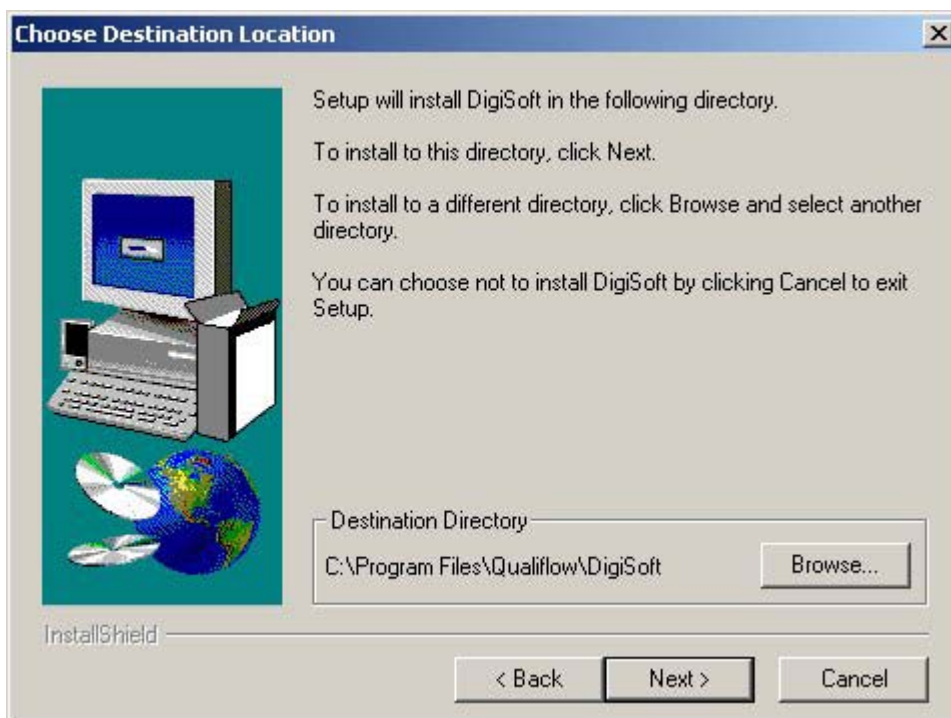 Choose Destination Location
Setup will install DigiSoft in the following directory.
To install to this directory, click Next.
To install to a different directory, click Browse and select another
directory.
You can choose not to install DigiSoft by clicking Cancel to exit
Setup.
Destination Directory
C:\Program Files\Qualiflow\DigiSoft
Browse...
InstallShield
< Back
Next >
Cancel